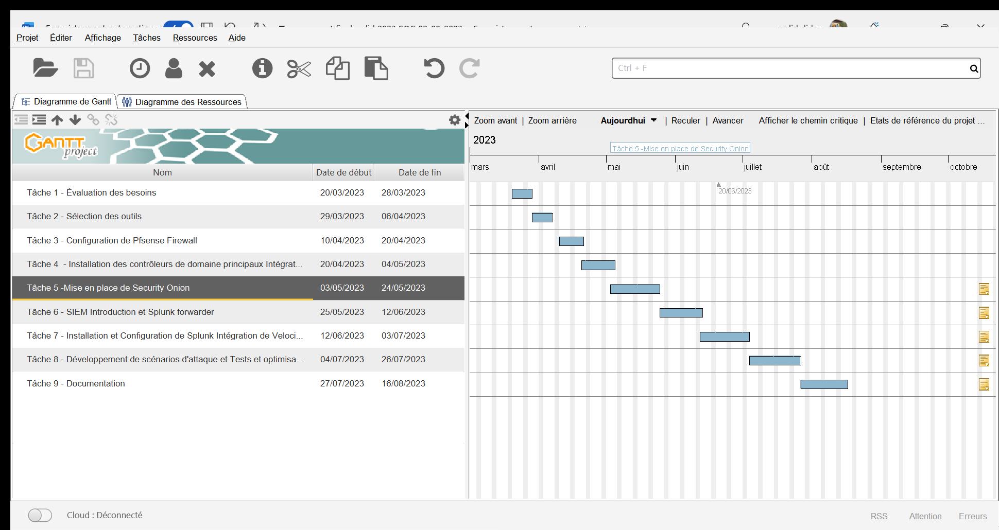 Projet Éditer Affichage Tâches Ressources Aide
Ctrl + F
Diagramme de Gantt Diagramme des Ressources
Zoom avant | Zoom arrière Aujourdhui | Reculer | Avancer Afficher le chemin critique | Etats de référence du projet ...
GANTT
project
2023
Tâche 5 -Mise en place de Security Onion
mars avril mai juin juillet août septembre octobre
Nom Date de début Date de fin
20/06/2023
Tâche 1 - Évaluation des besoins 20/03/2023 28/03/2023
Tâche 2 - Sélection des outils 29/03/2023 06/04/2023
Tâche 3 - Configuration de Pfsense Firewall 10/04/2023 20/04/2023
Tâche 4 - Installation des contrôleurs de domaine principaux Intégrat... 20/04/2023 04/05/2023
Tâche 5 -Mise en place de Security Onion 03/05/2023 24/05/2023
Tâche 6 - SIEM Introduction et Splunk forwarder 25/05/2023 12/06/2023
Tâche 7 - Installation et Configuration de Splunk Intégration de Veloci... 12/06/2023 03/07/2023
Tâche 8 - Développement de scénarios d'attaque et Tests et optimisa... 04/07/2023 26/07/2023
Tâche 9 - Documentation 27/07/2023 16/08/2023
Cloud : Déconnecté
RSS Attention Erreurs